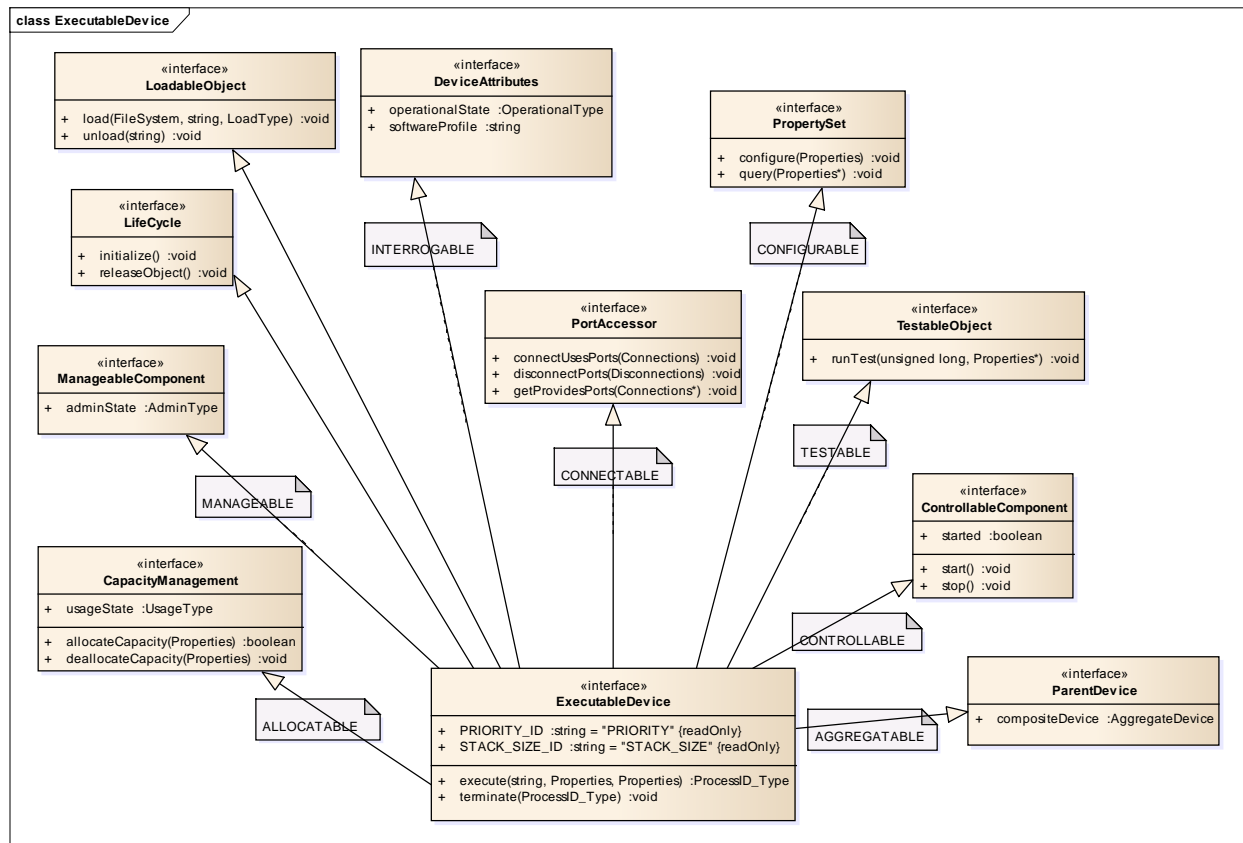 class ExecutableDevice
«interface»
LoadableObject
+ load(FileSystem, string, LoadType) :void
+ unload(string) :void
«interface»
DeviceAttributes
+ operationalState :OperationalType
+ softwareProfile :string
«interface»
PropertySet
+ configure(Properties) :void
+ query(Properties*) :void
«interface»
LifeCycle
+ initialize() :void
+ releaseObject() :void
INTERROGABLE
CONFIGURABLE
«interface»
PortAccessor
+ connectUsesPorts(Connections) :void
+ disconnectPorts(Disconnections) :void
+ getProvidesPorts(Connections*) :void
«interface»
TestableObject
+ runTest(unsigned long, Properties*) :void
«interface»
ManageableComponent
+ adminState :AdminType
MANAGEABLE
CONNECTABLE
TESTABLE
«interface»
ControllableComponent
+ started :boolean
+ start() :void
+ stop() :void
«interface»
CapacityManagement
+ usageState :UsageType
+ allocateCapacity(Properties) :boolean
+ deallocateCapacity(Properties) :void
CONTROLLABLE
ALLOCATABLE
«interface»
ExecutableDevice
+ PRIORITY_ID :string = "PRIORITY" {readOnly}
+ STACK_SIZE_ID :string = "STACK_SIZE" {readOnly}
+ execute(string, Properties, Properties) :ProcessID_Type
+ terminate(ProcessID_Type) :void
AGGREGATABLE
«interface»
ParentDevice
+ compositeDevice :AggregateDevice